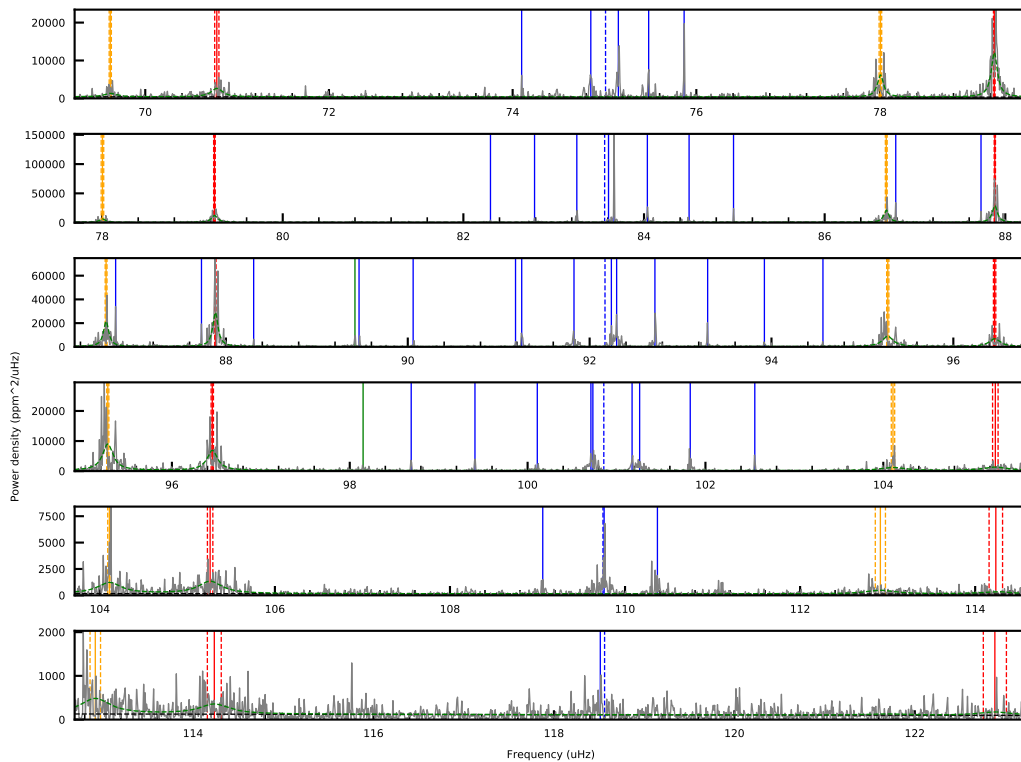 20000
10000
0
70 72 74 76 78
150000
100000
50000
0
78 80 82 84 86 88
60000
40000
20000
0
88 90 92 94 96
Power density (ppm^2/uHz)
20000
10000
0
96 98 100 102 104
7500
5000
2500
0
104 106 108 110 112 114
2000
1000
0
114 116 118 120 122
Frequency (uHz)